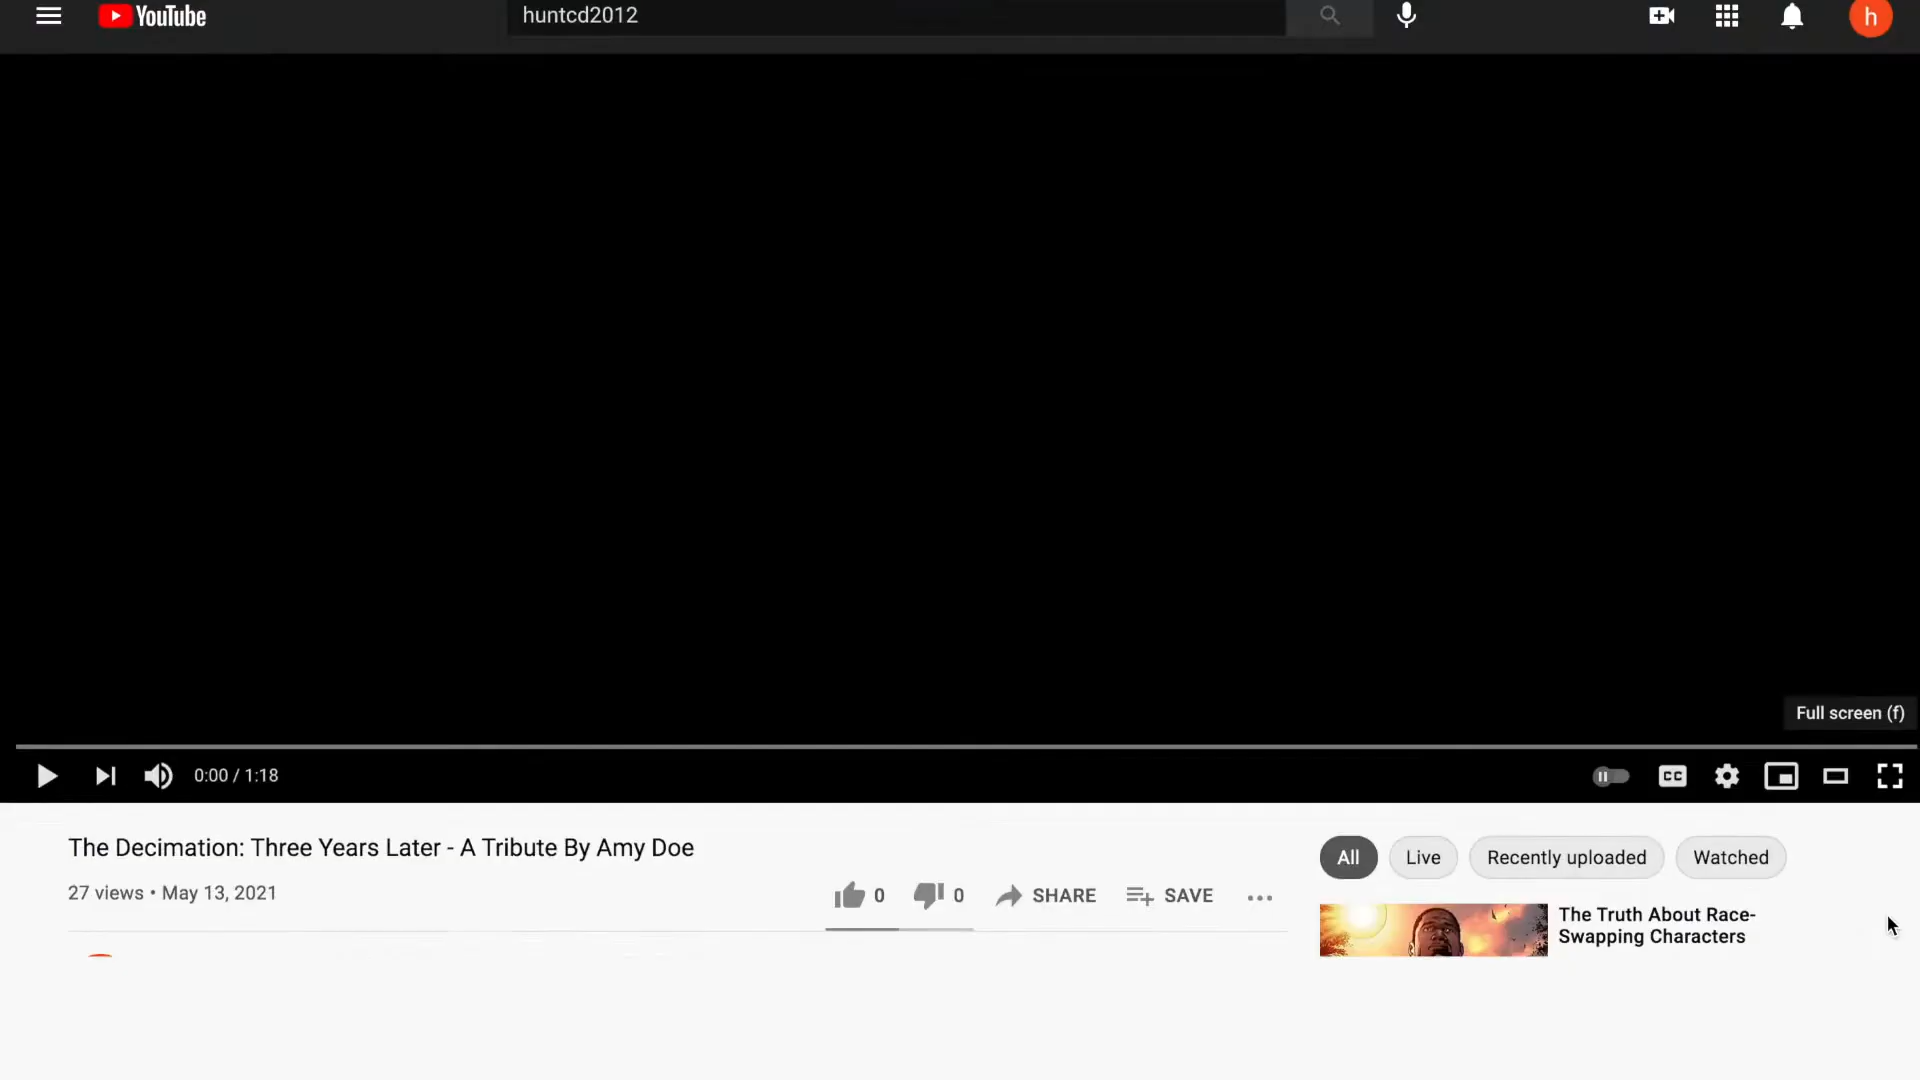 YouTube
huntcd2012
h
Full screen (f)
0:00 / 1:18
CC
The Decimation: Three Years Later - A Tribute By Amy Doe
27 views • May 13, 2021
0
0
SHARE
SAVE
All
Live
Recently uploaded
Watched
The Truth About Race-
Swapping Characters